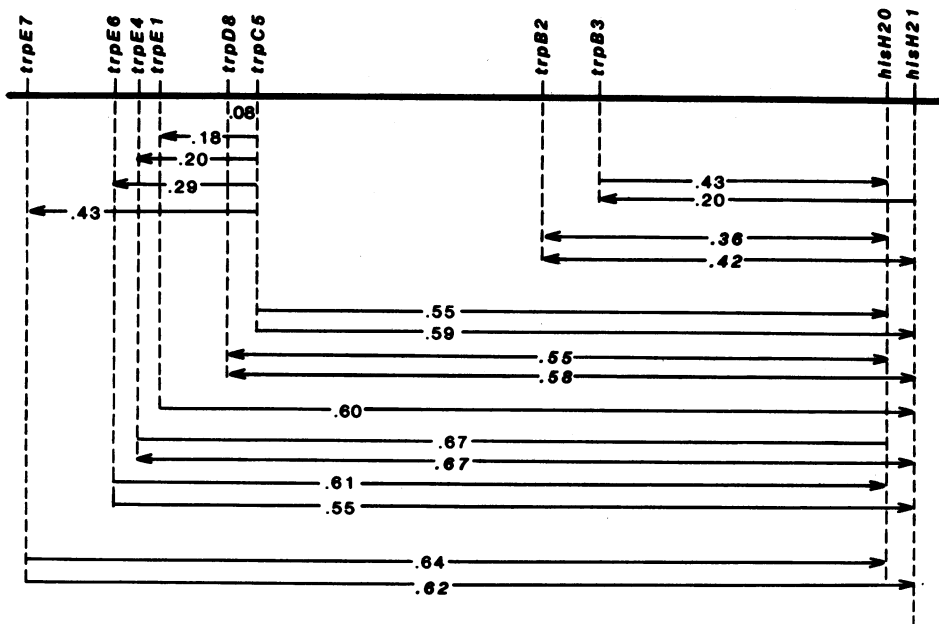 trpE7
trpE6
trpE4
trpE1
trpD8
trpC5
trpB2
trpB3
hisH20
hisH21
.08
.18
.20
.29
.43
.43
.20
.36
.42
.55
.59
.55
.58
.60
.67
.67
.61
.55
.64
.62